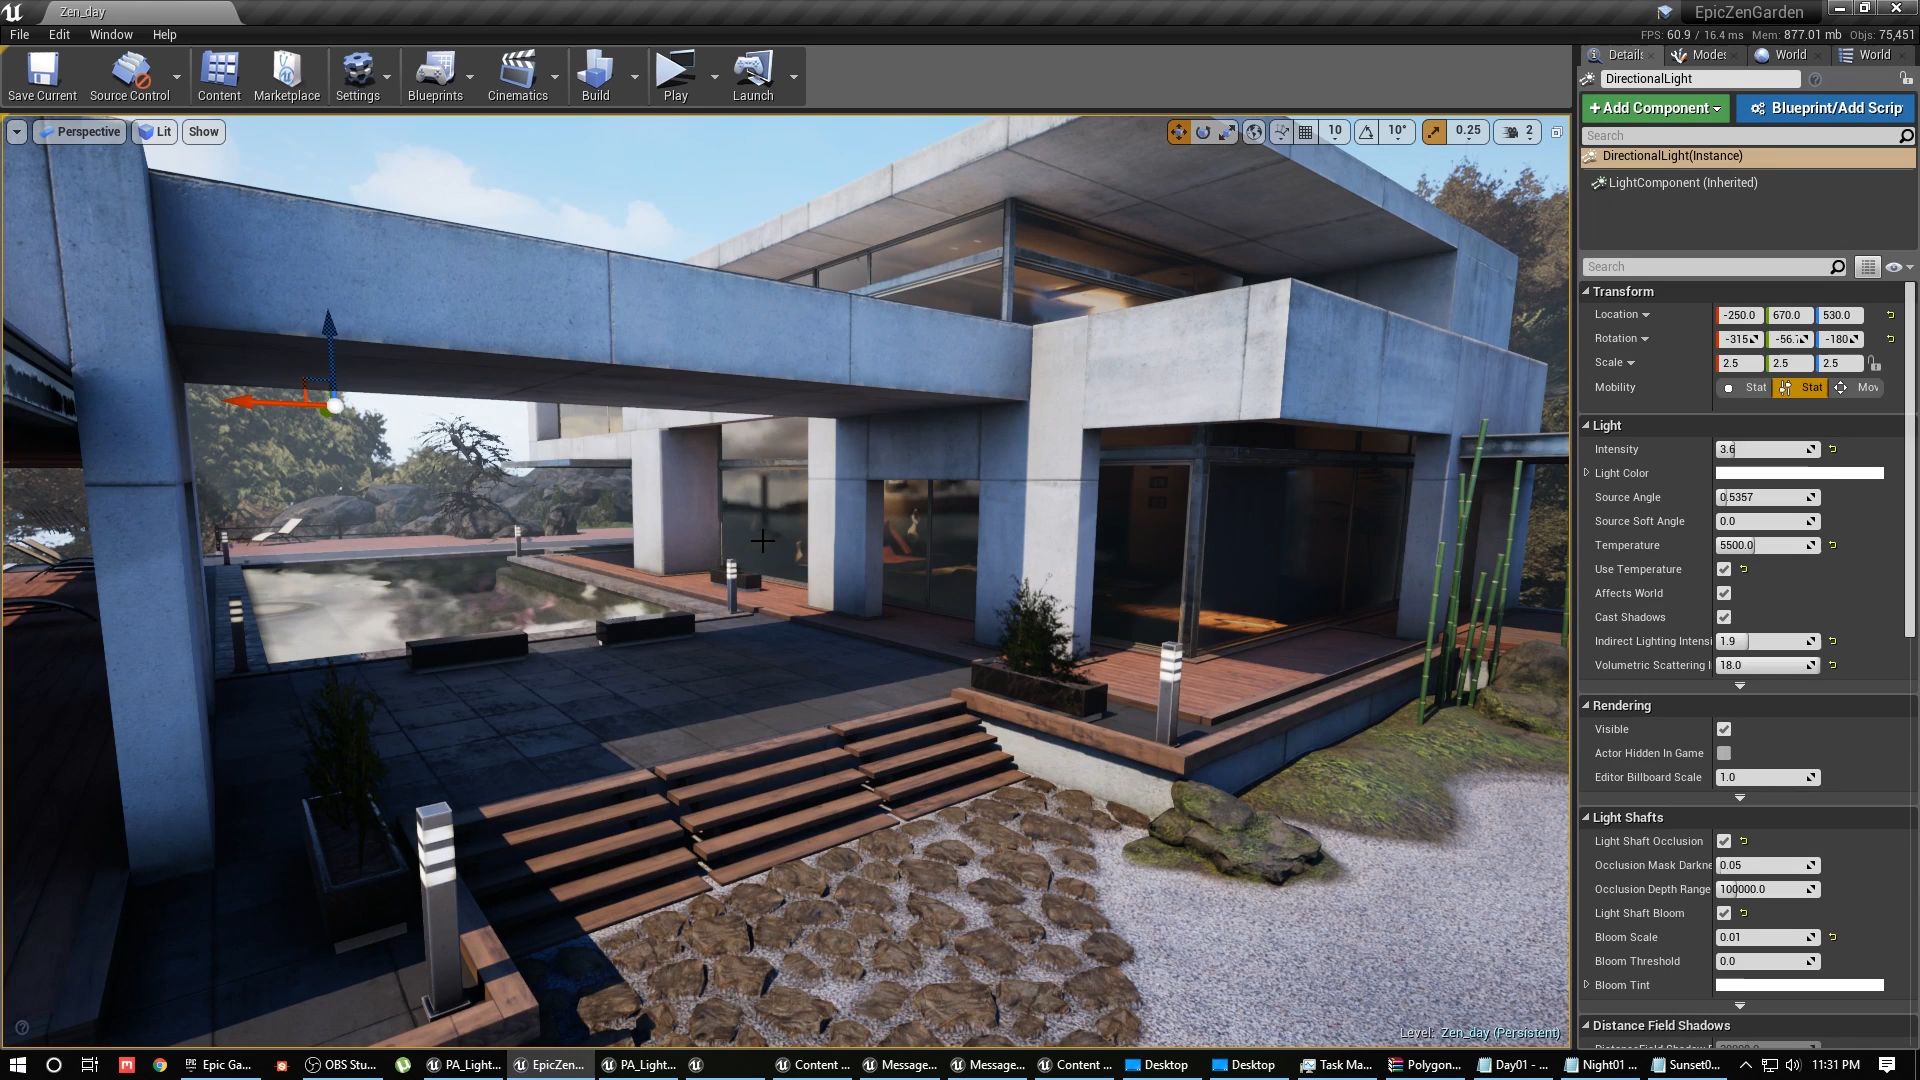 Zen_day
EpicZenGarden
File Edit Window Help
FPS: 60.9 / 16.4 ms Mem: 877.01 mb Objs: 75,451
Save Current
Source Control
Content
Marketplace
Settings
Blueprints
Cinematics
Build
Play
Launch
Details Modes World World
DirectionalLight
+Add Component
Blueprint/Add Scrip
Search
DirectionalLight(Instance)
LightComponent (Inherited)
Perspective
Lit
Show
10
10°
0.25
2
Search
Transform
Location -250.0 670.0 530.0
Rotation -315 -56.1 -180
Scale 2.5 2.5 2.5
Mobility Stat Stat Mov
Light
Intensity 3.6
Light Color
Source Angle 0.5357
Source Soft Angle 0.0
Temperature 5500.0
Use Temperature
Affects World
Cast Shadows
Indirect Lighting Intensi 1.9
Volumetric Scattering I 18.0
Rendering
Visible
Actor Hidden In Game
Editor Billboard Scale 1.0
Light Shafts
Light Shaft Occlusion
Occlusion Mask Darkne 0.05
Occlusion Depth Range 100000.0
Light Shaft Bloom
Bloom Scale 0.01
Bloom Threshold 0.0
Bloom Tint
Distance Field Shadows
Level: Zen_day (Persistent)
Epic Ga...
OBS Stu...
PA_Light...
EpicZen...
PA_Light...
Content ...
Message...
Message...
Content ...
Desktop
Desktop
Task Ma...
Polygon...
Day01 - ...
Night01 ...
Sunset0...
11:31 PM